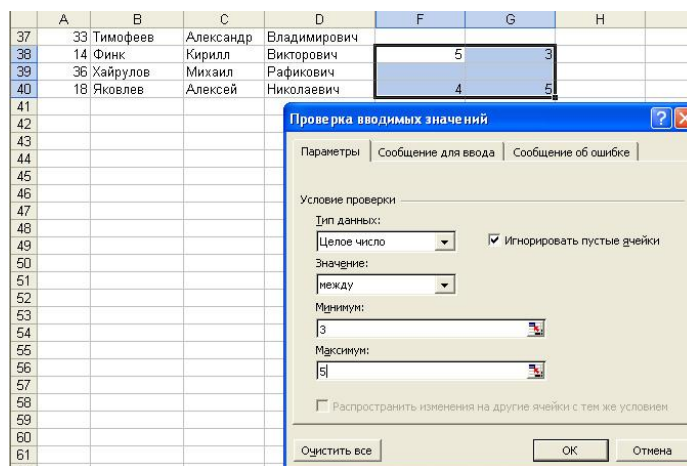 A B C D F G H
37 33 Тимофеев Александр Владимирович
38 14 Финк Кирилл Викторович 5 3
39 36 Хайрулов Михаил Рафикович
40 18 Яковлев Алексей Николаевич 4 5
41
42
Проверка вводимых значений
43
Параметры Сообщение для ввода Сообщение об ошибке
44
45
46
Условие проверки
47
Тип данных:
48
49
Целое число Игнорировать пустые ячейки
50
Значение:
51
между
52
Минимум:
53
54
3
55
Максимум:
56
5
57
58
Распространить изменения на другие ячейки с тем же условием
59
60
61
Очистить все ОК Отмена